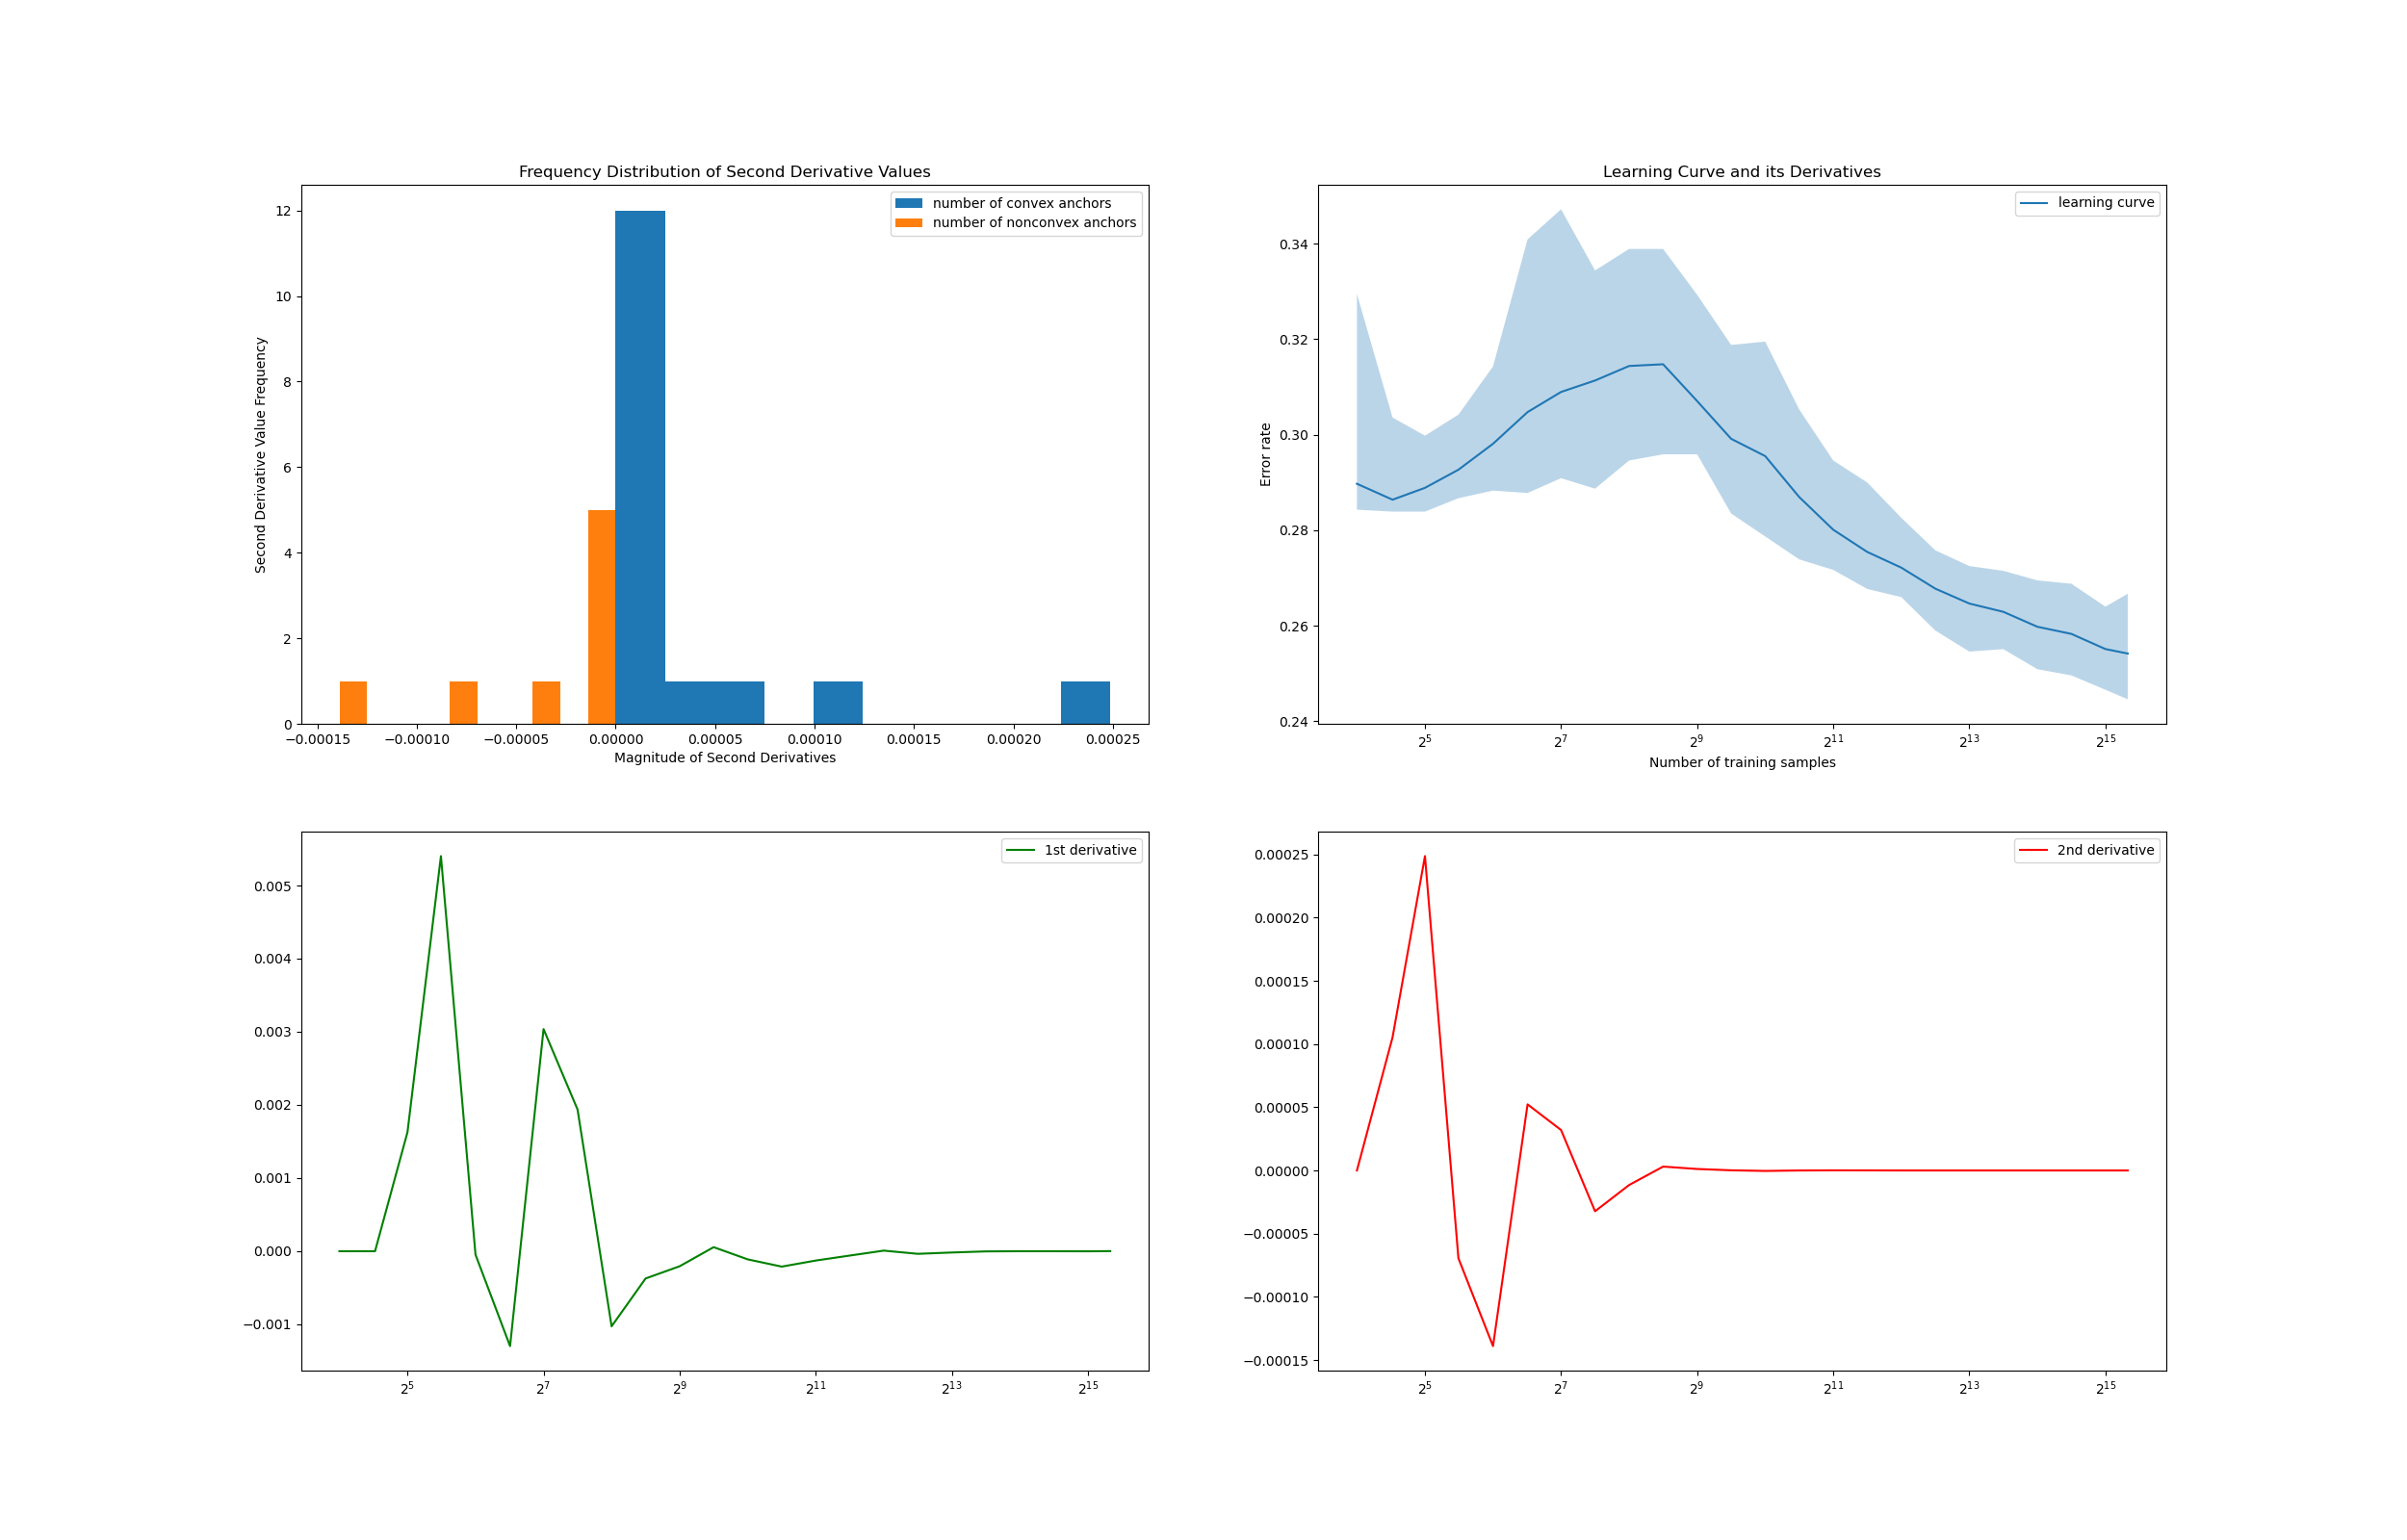 Frequency Distribution of Second Derivative Values
number of convex anchors
number of nonconvex anchors
12
10
8
6
4
2
0
Second Derivative Value Frequency
−0.00015 −0.00010 −0.00005 0.00000 0.00005 0.00010 0.00015 0.00020 0.00025
Magnitude of Second Derivatives
Learning Curve and its Derivatives
learning curve
0.34
0.32
0.30
0.28
0.26
0.24
Error rate
2^5 2^7 2^9 2^11 2^13 2^15
Number of training samples
1st derivative
0.005
0.004
0.003
0.002
0.001
0.000
−0.001
2^5 2^7 2^9 2^11 2^13 2^15
2nd derivative
0.00025
0.00020
0.00015
0.00010
0.00005
0.00000
−0.00005
−0.00010
−0.00015
2^5 2^7 2^9 2^11 2^13 2^15